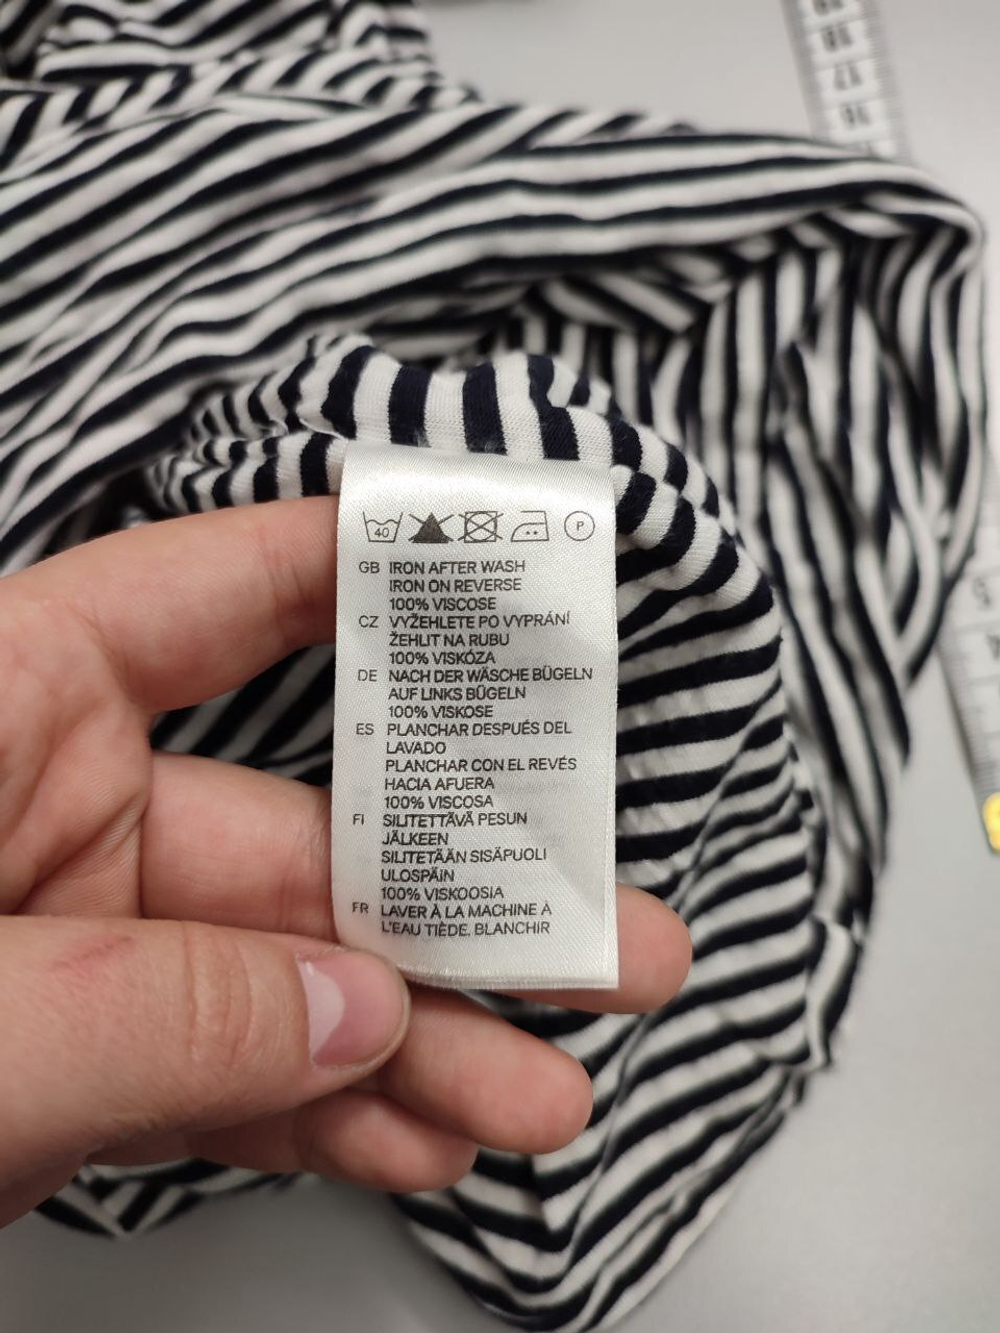 40
P
GB IRON AFTER WASH
IRON ON REVERSE
100% VISCOSE
CZ VYŽEHLETE PO VYPRÁNÍ
ŽEHLIT NA RUBU
100% VISKÓZA
DE NACH DER WÄSCHE BÜGELN
AUF LINKS BÜGELN
100% VISKOSE
ES PLANCHAR DESPUÉS DEL
LAVADO
PLANCHAR CON EL REVÉS
HACIA AFUERA
100% VISCOSA
FI SILITETTÄVÄ PESUN
JÄLKEEN
SILITETÄÄN SISÄPUOLI
ULOSPÄIN
100% VISKOOSIA
FR LAVER À LA MACHINE À
L'EAU TIÈDE. BLANCHIR